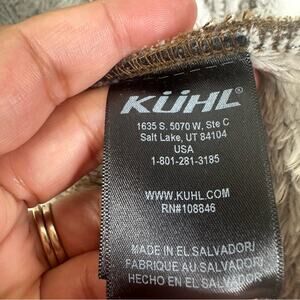 KÜHL®
1635 S. 5070 W, Ste C
Salt Lake, UT 84104
USA
1-801-281-3185
WWW.KUHL.COM
RN#108846
MADE IN EL SALVADOR/
FABRIQUE AU SALVADOR/
HECHO EN EL SALVADOR